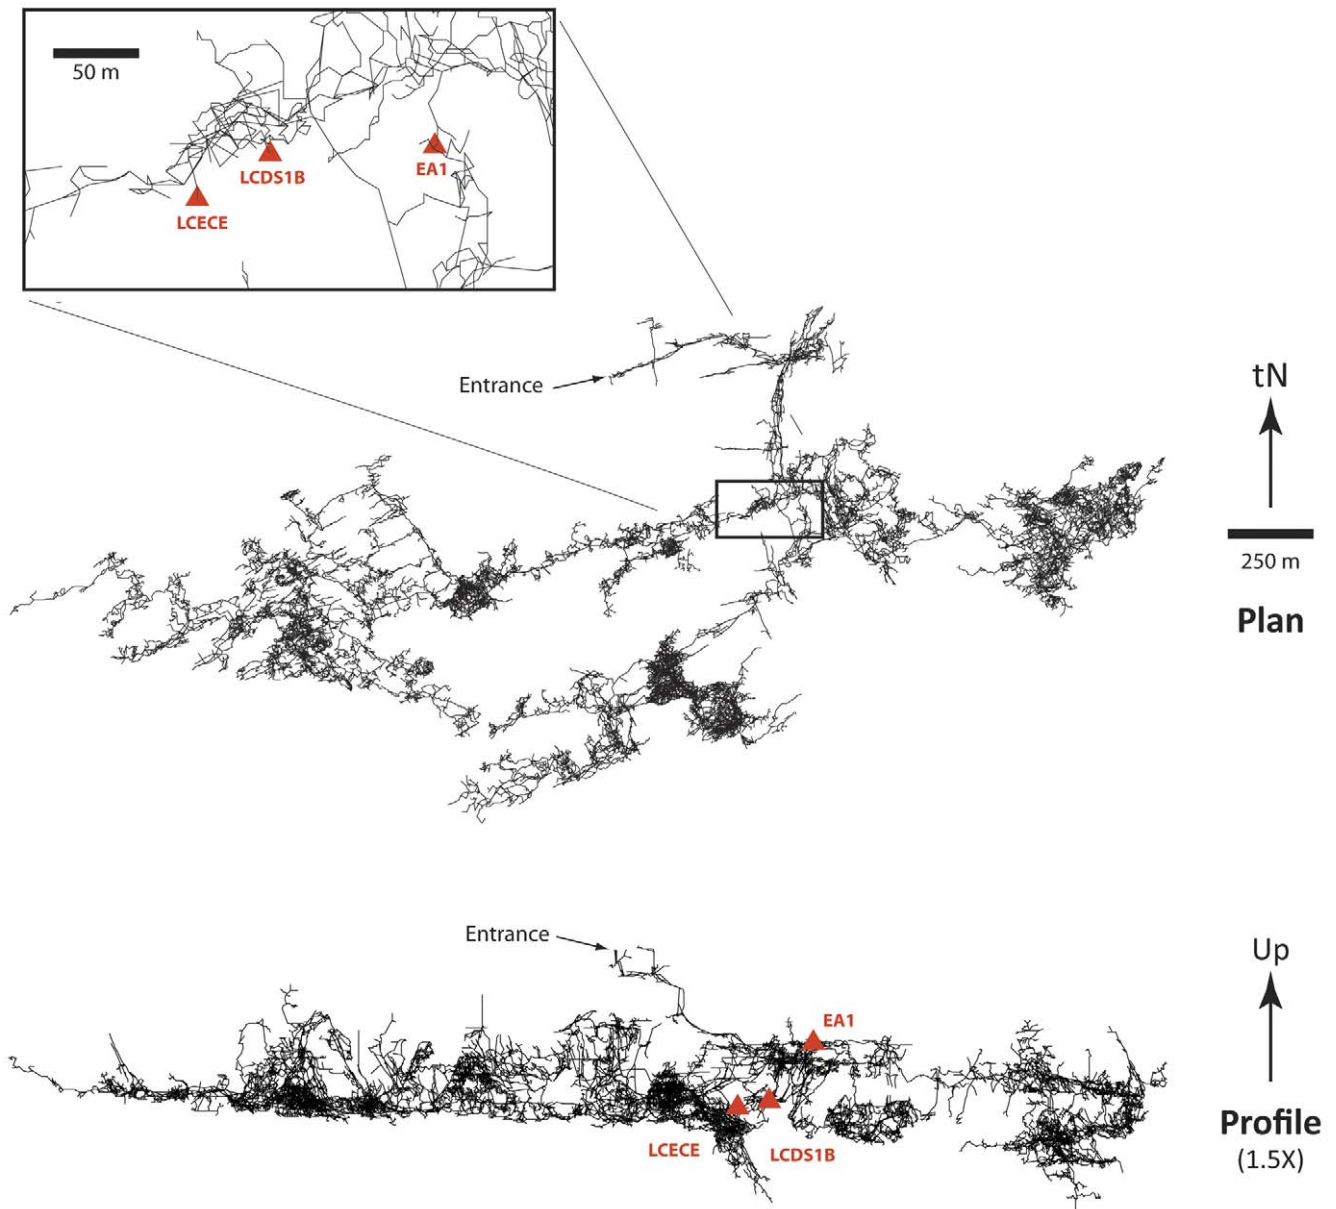 50 m
LCDS1B
EA1
LCECE
Entrance
tN
250 m
Plan
Entrance
Up
EA1
LCECE
LCDS1B
Profile
(1.5X)